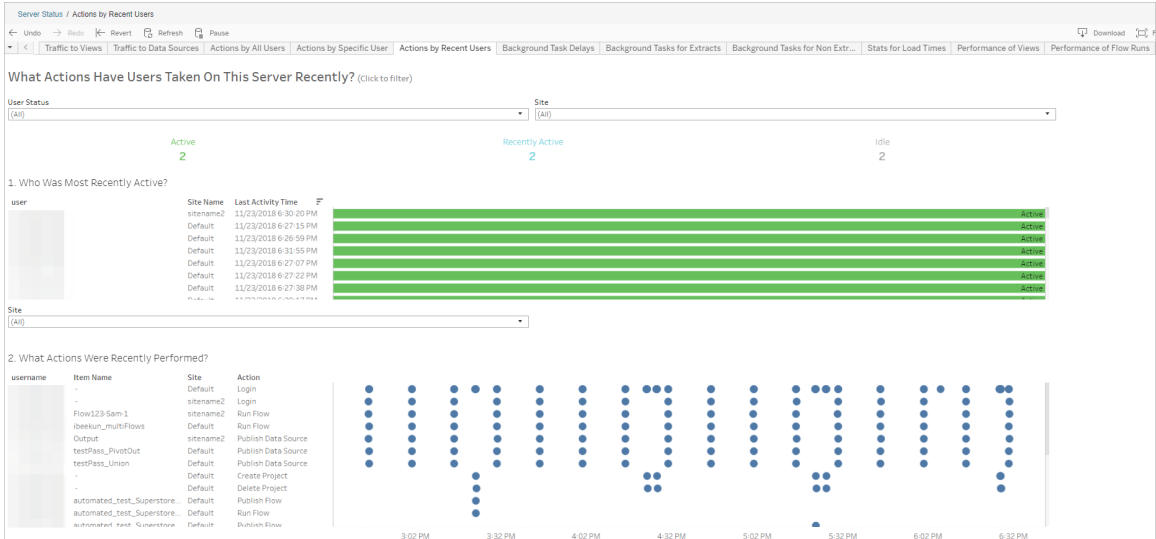 Server Status / Actions by Recent Users
← Undo → Redo |← Revert Refresh Pause Download
Traffic to Views Traffic to Data Sources Actions by All Users Actions by Specific User Actions by Recent Users Background Task Delays Background Tasks for Extracts Background Tasks for Non Extr... Stats for Load Times Performance of Views Performance of Flow Runs
What Actions Have Users Taken On This Server Recently? (Click to filter)
User Status Site
(All) (All)
Active Recently Active Idle
2 2 2
1. Who Was Most Recently Active?
user Site Name Last Activity Time
sitename2 11/23/2018 6:30:20 PM Active
Default 11/23/2018 6:27:15 PM Active
Default 11/23/2018 6:26:59 PM Active
Default 11/23/2018 6:31:55 PM Active
Default 11/23/2018 6:27:07 PM Active
Default 11/23/2018 6:27:22 PM Active
Default 11/23/2018 6:27:38 PM Active
Site
(All)
2. What Actions Were Recently Performed?
username Item Name Site Action
- Default Login
- sitename2 Login
Flow123-Sam-1 sitename2 Run Flow
ibeekun_multiFlows Default Run Flow
Output sitename2 Publish Data Source
testPass_PivotOut Default Publish Data Source
testPass_Union Default Publish Data Source
- Default Create Project
- Default Delete Project
automated_test_Superstore... Default Publish Flow
automated_test_Superstore... Default Run Flow
automated_test_Superstore... Default Publish Flow
3:02 PM 3:32 PM 4:02 PM 4:32 PM 5:02 PM 5:32 PM 6:02 PM 6:32 PM